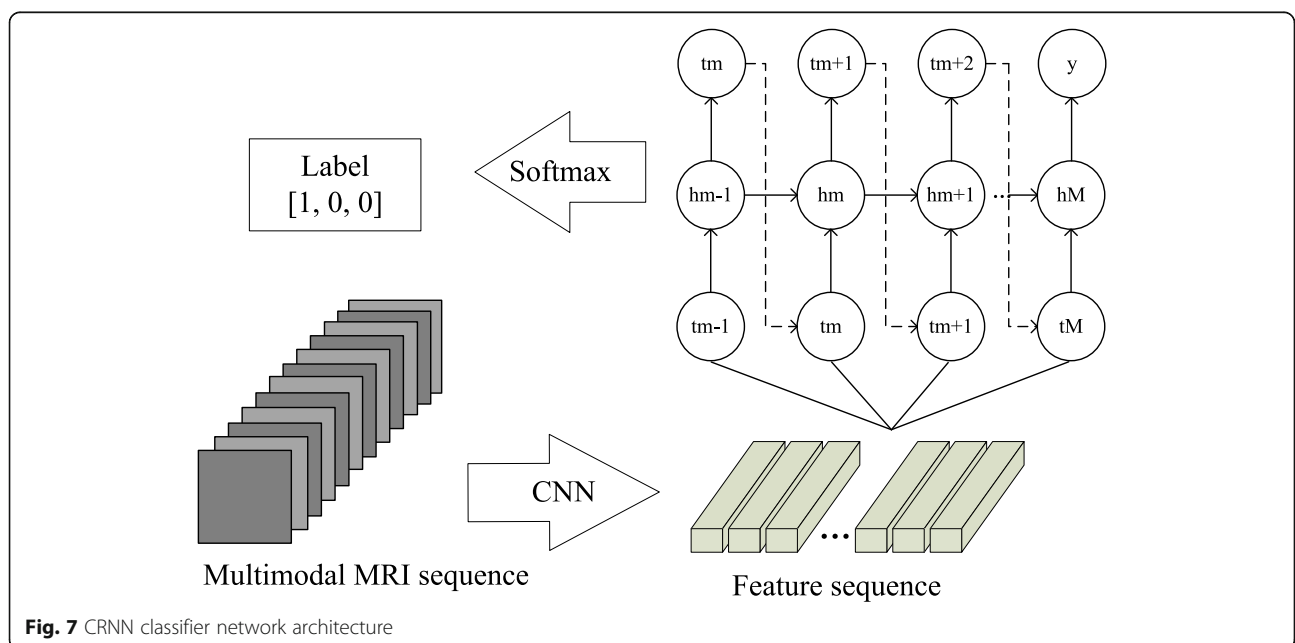 tm tm+1 tm+2 y
Label
[1, 0, 0]
Softmax
hm-1 hm hm+1 ... hM
tm-1 tm tm+1 tM
CNN
...
Multimodal MRI sequence
Feature sequence
Fig. 7 CRNN classifier network architecture